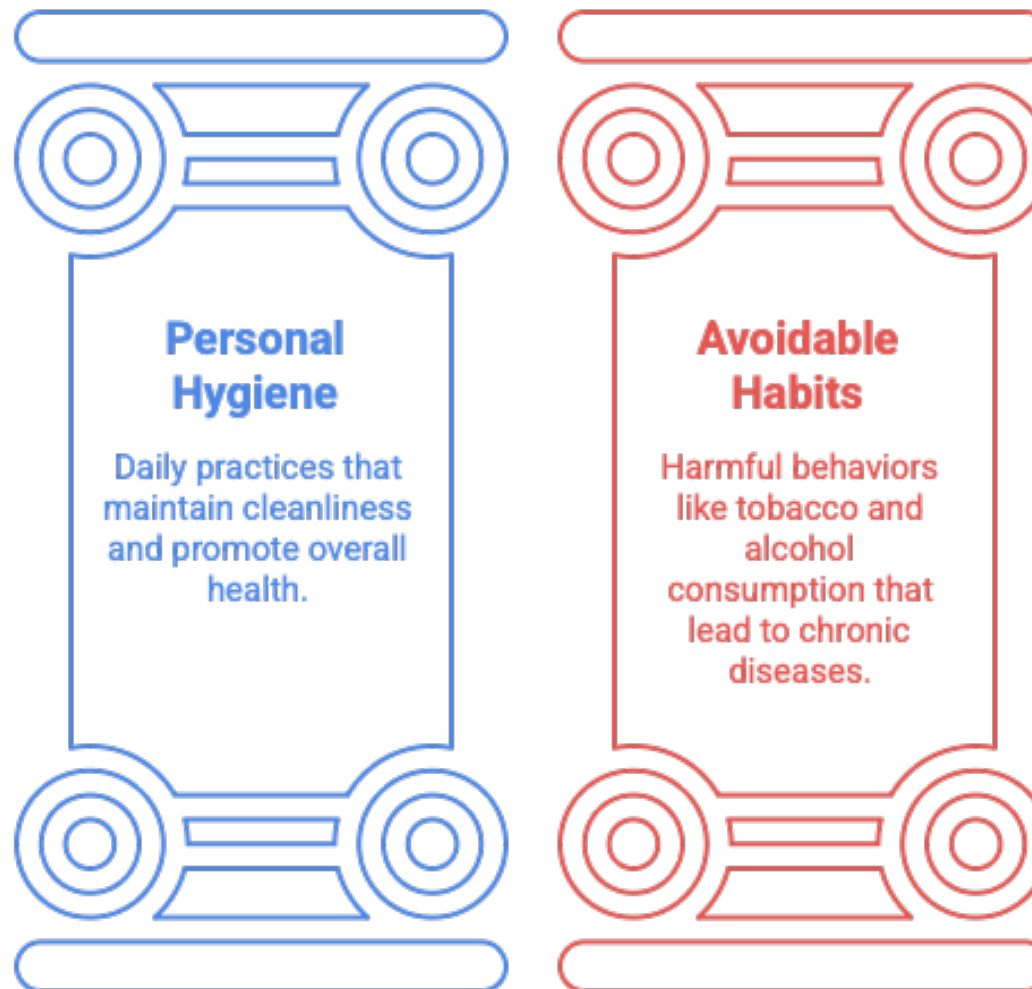 Personal
Hygiene
Daily practices that
maintain cleanliness
and promote overall
health.
Avoidable
Habits
Harmful behaviors
like tobacco and
alcohol
consumption that
lead to chronic
diseases.